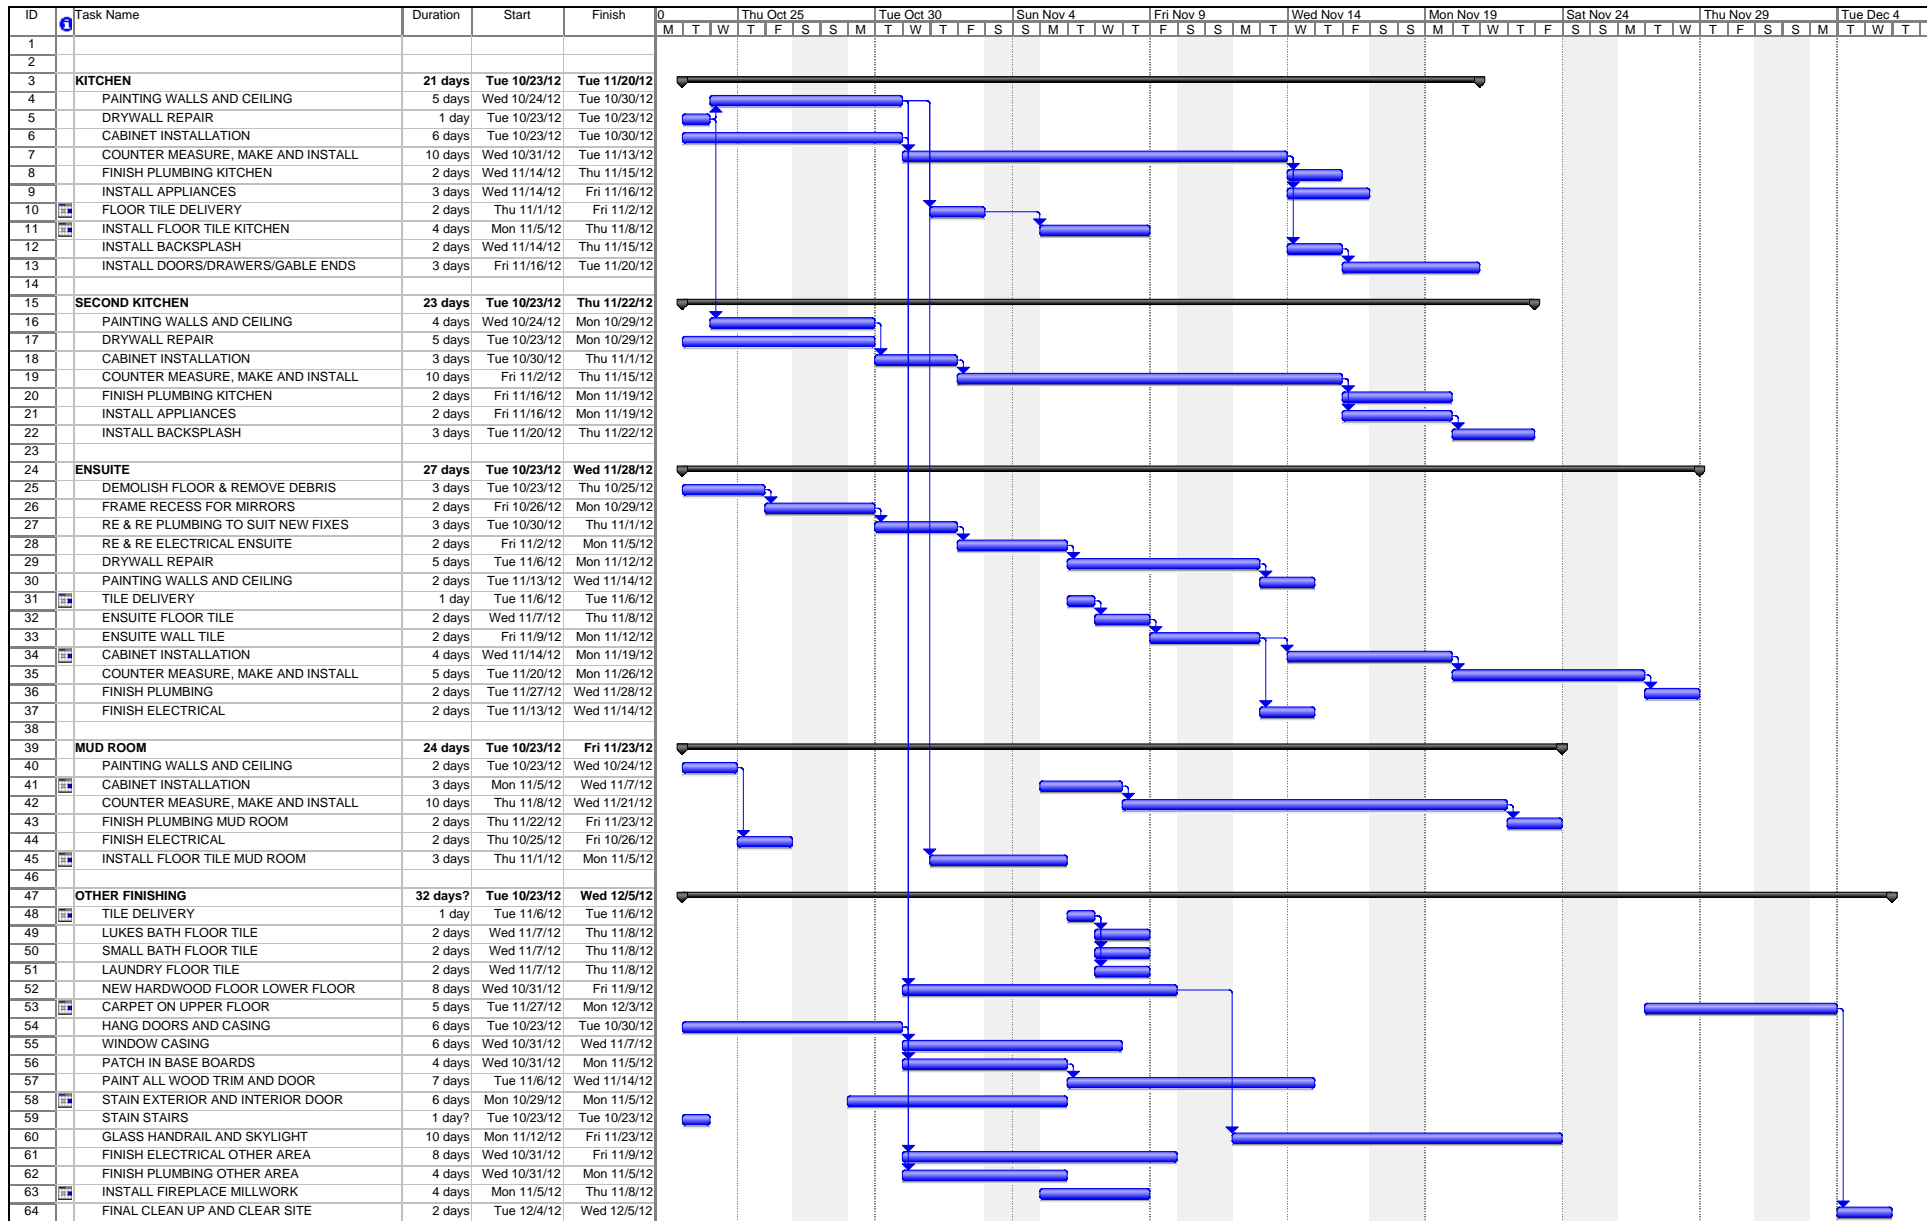 ID Task Name Duration Start Finish 0 Thu Oct 25 Tue Oct 30 Sun Nov 4 Fri Nov 9 Wed Nov 14 Mon Nov 19 Sat Nov 24 Thu Nov 29 Tue Dec 4
M T W T F S S M T W T F S S M T W T F S S M T W T F S S M T W T F S S M T W T F S S M T W T
1
2
3 KITCHEN 21 days Tue 10/23/12 Tue 11/20/12
4 PAINTING WALLS AND CEILING 5 days Wed 10/24/12 Tue 10/30/12
5 DRYWALL REPAIR 1 day Tue 10/23/12 Tue 10/23/12
6 CABINET INSTALLATION 6 days Tue 10/23/12 Tue 10/30/12
7 COUNTER MEASURE, MAKE AND INSTALL 10 days Wed 10/31/12 Tue 11/13/12
8 FINISH PLUMBING KITCHEN 2 days Wed 11/14/12 Thu 11/15/12
9 INSTALL APPLIANCES 3 days Wed 11/14/12 Fri 11/16/12
10 FLOOR TILE DELIVERY 2 days Thu 11/1/12 Fri 11/2/12
11 INSTALL FLOOR TILE KITCHEN 4 days Mon 11/5/12 Thu 11/8/12
12 INSTALL BACKSPLASH 2 days Wed 11/14/12 Thu 11/15/12
13 INSTALL DOORS/DRAWERS/GABLE ENDS 3 days Fri 11/16/12 Tue 11/20/12
14
15 SECOND KITCHEN 23 days Tue 10/23/12 Thu 11/22/12
16 PAINTING WALLS AND CEILING 4 days Wed 10/24/12 Mon 10/29/12
17 DRYWALL REPAIR 5 days Tue 10/23/12 Mon 10/29/12
18 CABINET INSTALLATION 3 days Tue 10/30/12 Thu 11/1/12
19 COUNTER MEASURE, MAKE AND INSTALL 10 days Fri 11/2/12 Thu 11/15/12
20 FINISH PLUMBING KITCHEN 2 days Fri 11/16/12 Mon 11/19/12
21 INSTALL APPLIANCES 2 days Fri 11/16/12 Mon 11/19/12
22 INSTALL BACKSPLASH 3 days Tue 11/20/12 Thu 11/22/12
23
24 ENSUITE 27 days Tue 10/23/12 Wed 11/28/12
25 DEMOLISH FLOOR & REMOVE DEBRIS 3 days Tue 10/23/12 Thu 10/25/12
26 FRAME RECESS FOR MIRRORS 2 days Fri 10/26/12 Mon 10/29/12
27 RE & RE PLUMBING TO SUIT NEW FIXES 3 days Tue 10/30/12 Thu 11/1/12
28 RE & RE ELECTRICAL ENSUITE 2 days Fri 11/2/12 Mon 11/5/12
29 DRYWALL REPAIR 5 days Tue 11/6/12 Mon 11/12/12
30 PAINTING WALLS AND CEILING 2 days Tue 11/13/12 Wed 11/14/12
31 TILE DELIVERY 1 day Tue 11/6/12 Tue 11/6/12
32 ENSUITE FLOOR TILE 2 days Wed 11/7/12 Thu 11/8/12
33 ENSUITE WALL TILE 2 days Fri 11/9/12 Mon 11/12/12
34 CABINET INSTALLATION 4 days Wed 11/14/12 Mon 11/19/12
35 COUNTER MEASURE, MAKE AND INSTALL 5 days Tue 11/20/12 Mon 11/26/12
36 FINISH PLUMBING 2 days Tue 11/27/12 Wed 11/28/12
37 FINISH ELECTRICAL 2 days Tue 11/13/12 Wed 11/14/12
38
39 MUD ROOM 24 days Tue 10/23/12 Fri 11/23/12
40 PAINTING WALLS AND CEILING 2 days Tue 10/23/12 Wed 10/24/12
41 CABINET INSTALLATION 3 days Mon 11/5/12 Wed 11/7/12
42 COUNTER MEASURE, MAKE AND INSTALL 10 days Thu 11/8/12 Wed 11/21/12
43 FINISH PLUMBING MUD ROOM 2 days Thu 11/22/12 Fri 11/23/12
44 FINISH ELECTRICAL 2 days Thu 10/25/12 Fri 10/26/12
45 INSTALL FLOOR TILE MUD ROOM 3 days Thu 11/1/12 Mon 11/5/12
46
47 OTHER FINISHING 32 days? Tue 10/23/12 Wed 12/5/12
48 TILE DELIVERY 1 day Tue 11/6/12 Tue 11/6/12
49 LUKES BATH FLOOR TILE 2 days Wed 11/7/12 Thu 11/8/12
50 SMALL BATH FLOOR TILE 2 days Wed 11/7/12 Thu 11/8/12
51 LAUNDRY FLOOR TILE 2 days Wed 11/7/12 Thu 11/8/12
52 NEW HARDWOOD FLOOR LOWER FLOOR 8 days Wed 10/31/12 Fri 11/9/12
53 CARPET ON UPPER FLOOR 5 days Tue 11/27/12 Mon 12/3/12
54 HANG DOORS AND CASING 6 days Tue 10/23/12 Tue 10/30/12
55 WINDOW CASING 6 days Wed 10/31/12 Wed 11/7/12
56 PATCH IN BASE BOARDS 4 days Wed 10/31/12 Mon 11/5/12
57 PAINT ALL WOOD TRIM AND DOOR 7 days Tue 11/6/12 Wed 11/14/12
58 STAIN EXTERIOR AND INTERIOR DOOR 6 days Mon 10/29/12 Mon 11/5/12
59 STAIN STAIRS 1 day? Tue 10/23/12 Tue 10/23/12
60 GLASS HANDRAIL AND SKYLIGHT 10 days Mon 11/12/12 Fri 11/23/12
61 FINISH ELECTRICAL OTHER AREA 8 days Wed 10/31/12 Fri 11/9/12
62 FINISH PLUMBING OTHER AREA 4 days Wed 10/31/12 Mon 11/5/12
63 INSTALL FIREPLACE MILLWORK 4 days Mon 11/5/12 Thu 11/8/12
64 FINAL CLEAN UP AND CLEAR SITE 2 days Tue 12/4/12 Wed 12/5/12